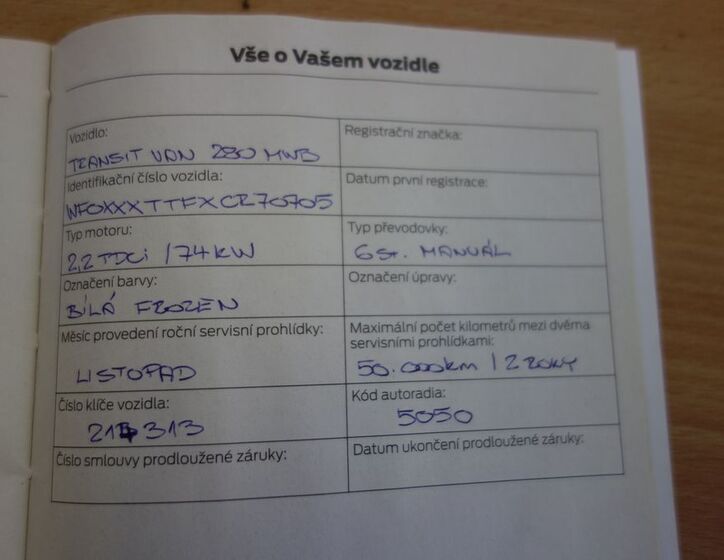 Vše o Vašem vozidle
Vozidlo:
TRANSIT VAN 280 MWB
Registrační značka:
Identifikační číslo vozidla:
WF0XXXTTFXCR70705
Datum první registrace:
Typ motoru:
2,2 TDCi / 74 KW
Typ převodovky:
6 ST. MANUÁL
Označení barvy:
BÍLÁ FROZEN
Označení úpravy:
Měsíc provedení roční servisní prohlídky:
LISTOPAD
Maximální počet kilometrů mezi dvěma
servisními prohlídkami:
50.000km / 2 ROKY
Číslo klíče vozidla:
313
Kód autoradia:
5050
Číslo smlouvy prodloužené záruky:
Datum ukončení prodloužené záruky: